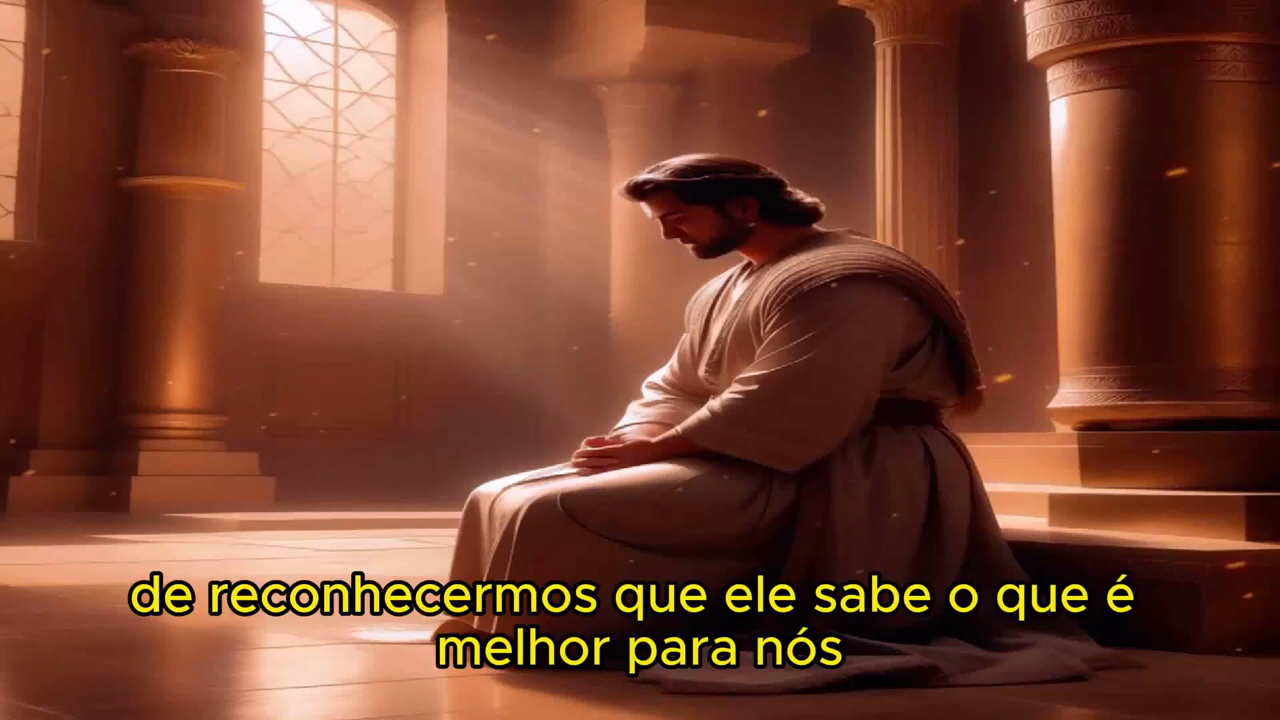 de reconhecermos que ele sabe o que é
melhor para nós